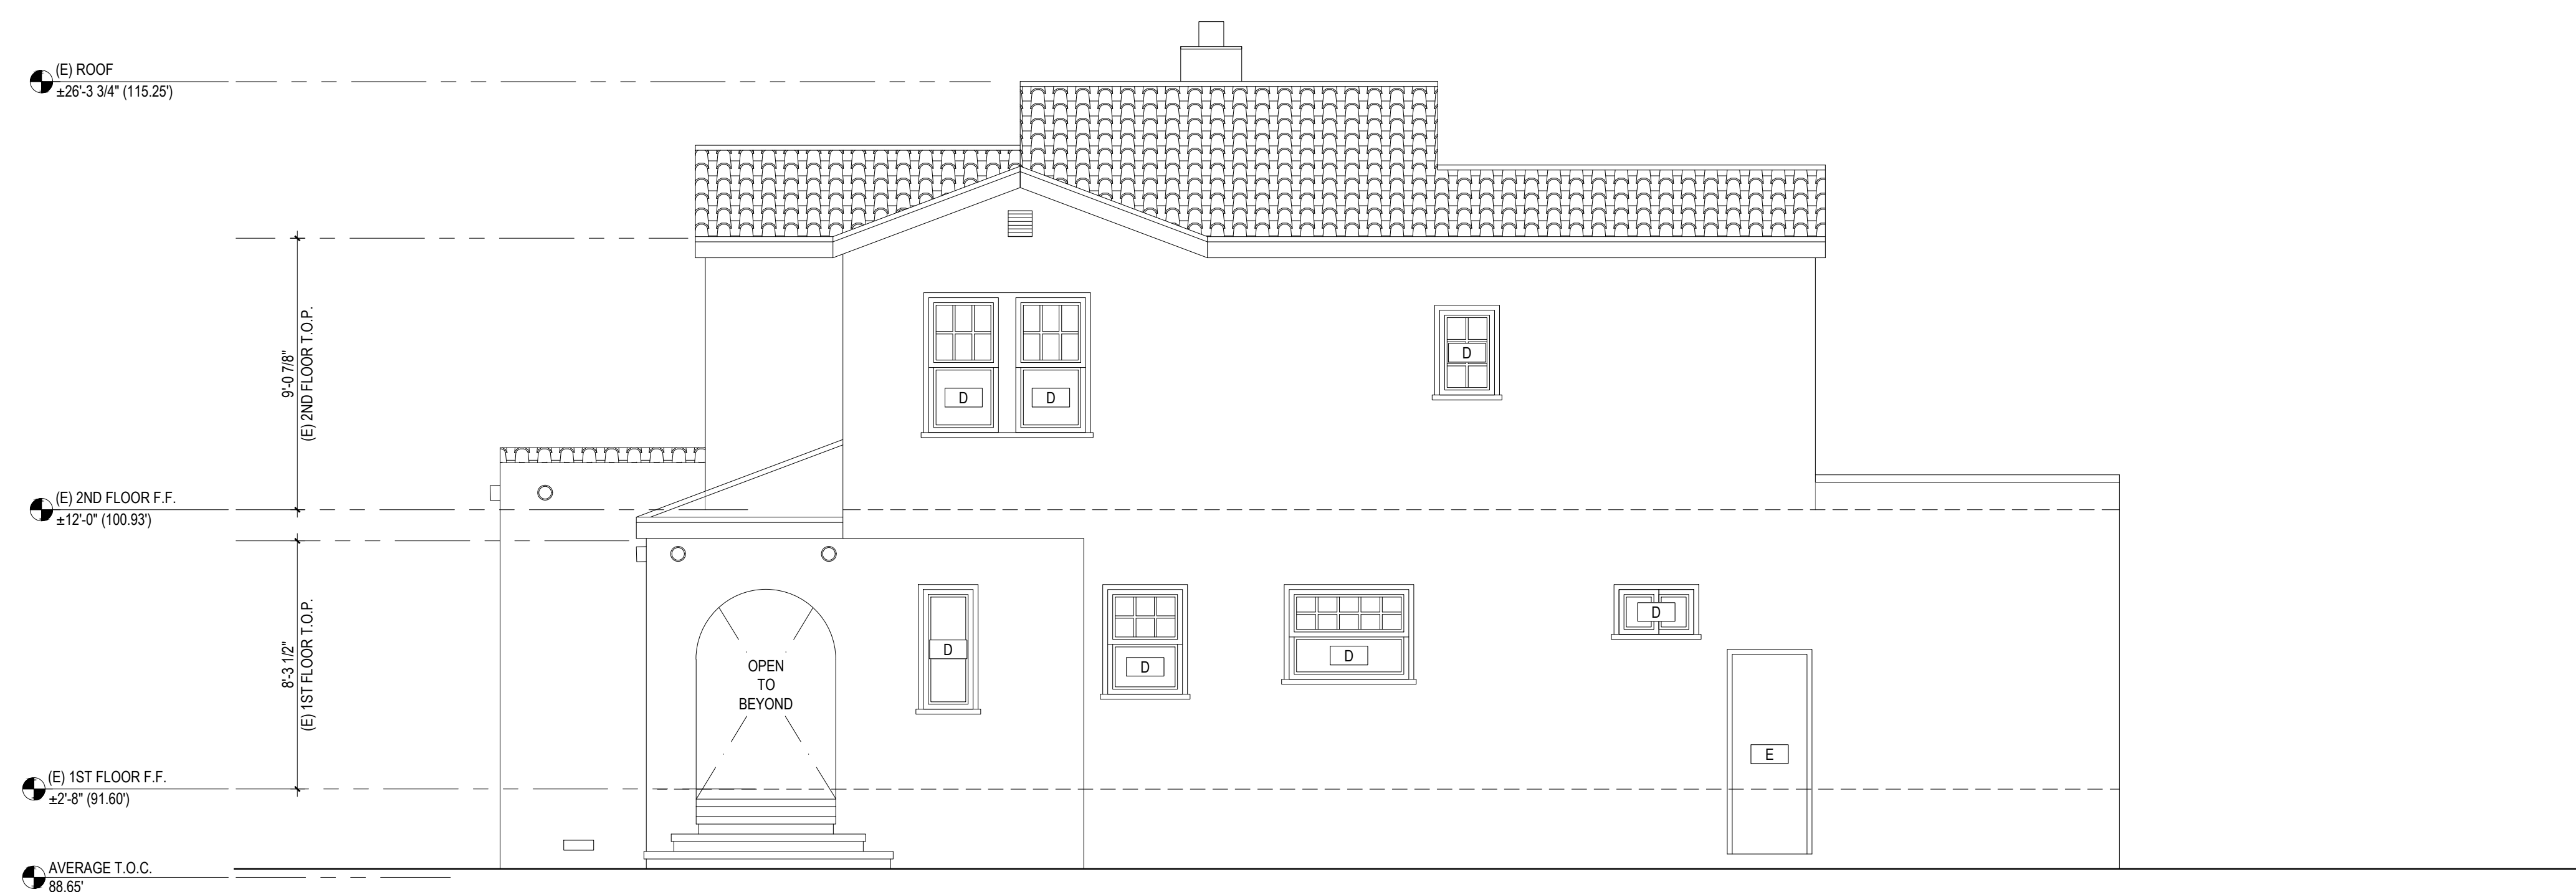 (E) ROOF
±26'-3 3/4" (115.25')
9'-0 7/8"
(E) 2ND FLOOR T.O.P.
D
D
D
(E) 2ND FLOOR F.F.
±12'-0" (100.93')
8'-3 1/2"
(E) 1ST FLOOR T.O.P.
OPEN
TO
BEYOND
D
D
D
D
E
(E) 1ST FLOOR F.F.
±2'-8" (91.60')
AVERAGE T.O.C.
88.65'